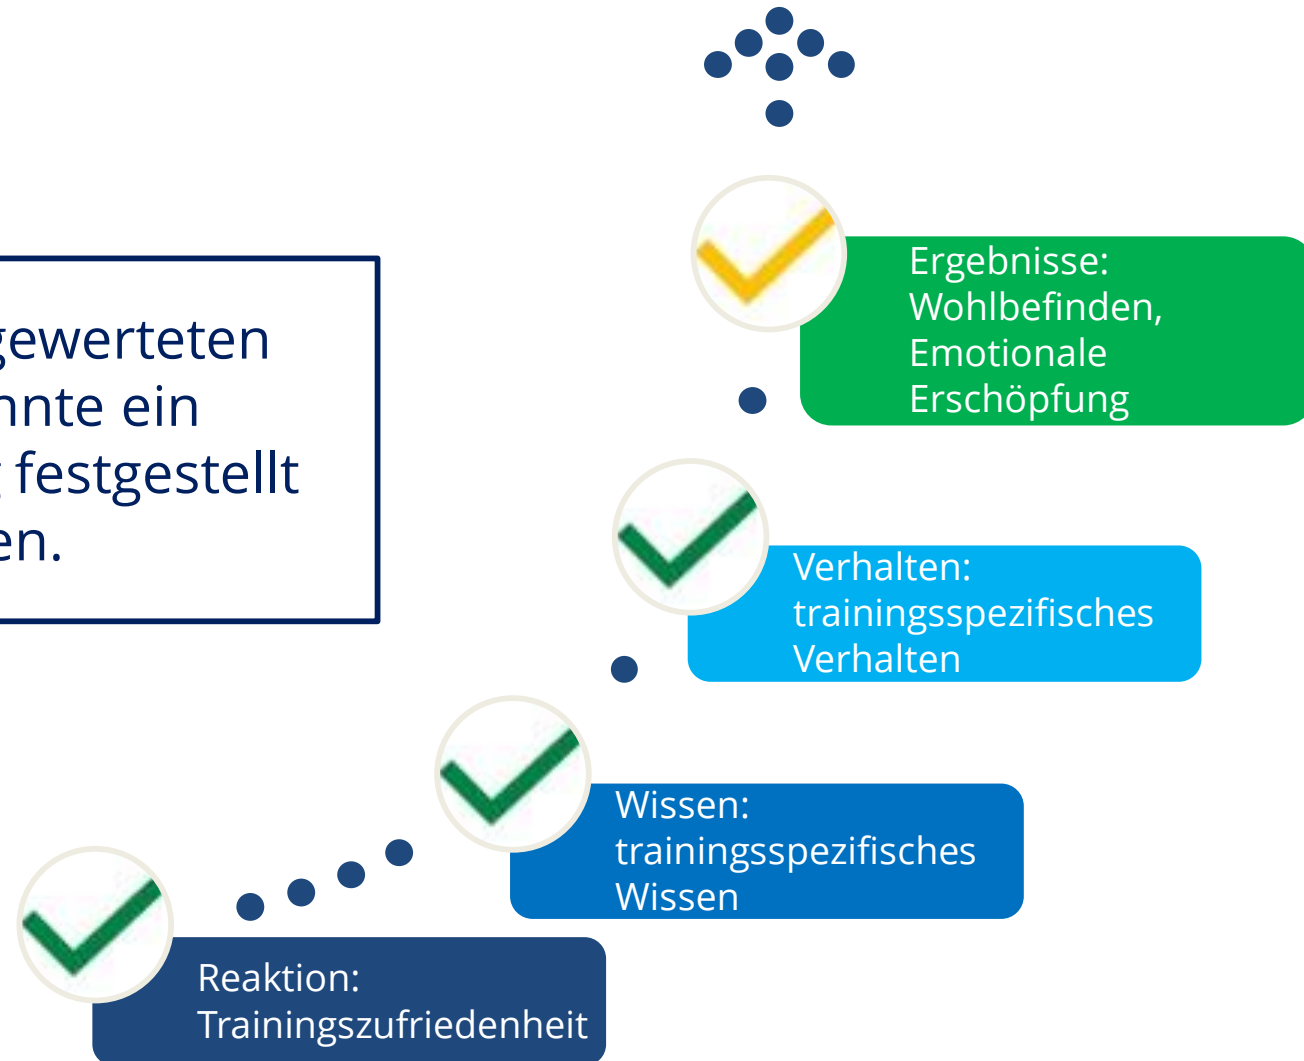 gewerteten
nnte ein
g festgestellt
en.
Ergebnisse:
Wohlbefinden,
Emotionale
Erschöpfung
Verhalten:
trainingsspezifisches
Verhalten
Wissen:
trainingsspezifisches
Wissen
Reaktion:
Trainingszufriedenheit